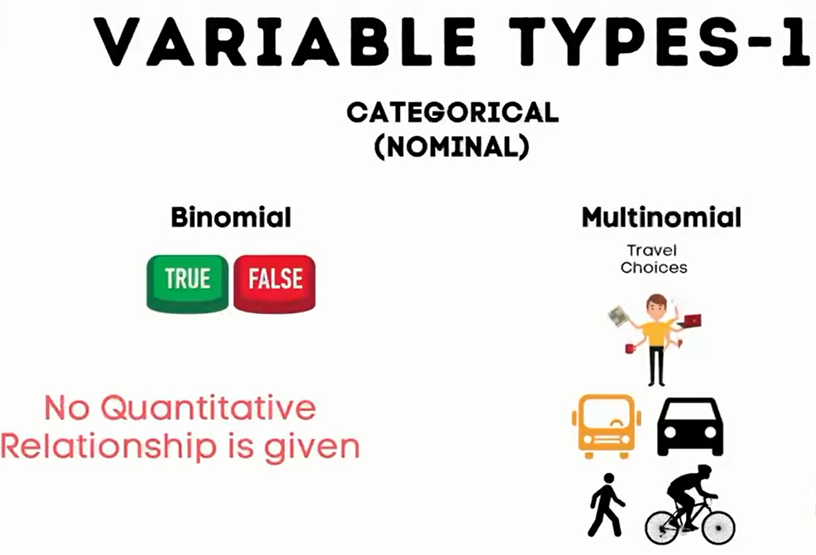 VARIABLE TYPES-1
CATEGORICAL
(NOMINAL)
Binomial
TRUE FALSE
No Quantitative
Relationship is given
Multinomial
Travel
Choices